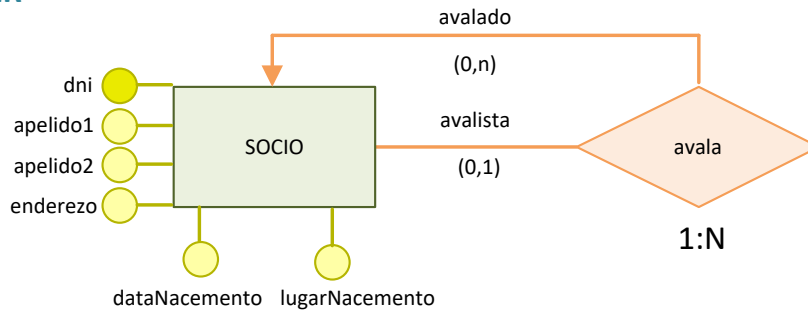 avalado
(0,n)
dni
apelido1
avalista
apelido2
SOCIO
avala
(0,1)
enderezo
1:N
dataNacemento
lugarNacemento